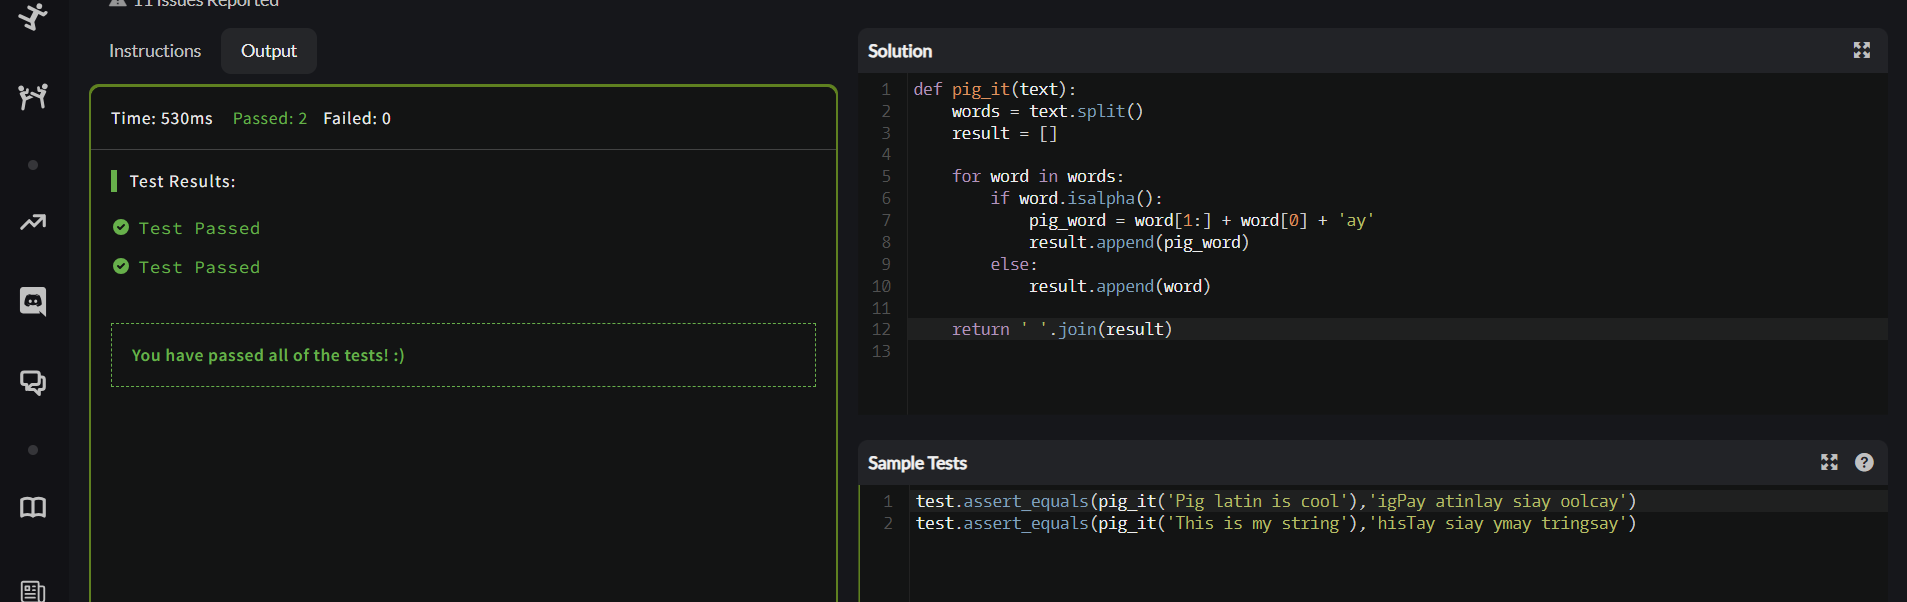 11 Issues Reported
Instructions
Output
Time: 530ms Passed: 2 Failed: 0
Test Results:
Test Passed
Test Passed
You have passed all of the tests! :)
Solution
1 def pig_it(text):
2     words = text.split()
3     result = []
4
5     for word in words:
6         if word.isalpha():
7             pig_word = word[1:] + word[0] + 'ay'
8             result.append(pig_word)
9         else:
10             result.append(word)
11
12     return ' '.join(result)
13
Sample Tests
?
1 test.assert_equals(pig_it('Pig latin is cool'),'igPay atinlay siay oolcay')
2 test.assert_equals(pig_it('This is my string'),'hisTay siay ymay tringsay')